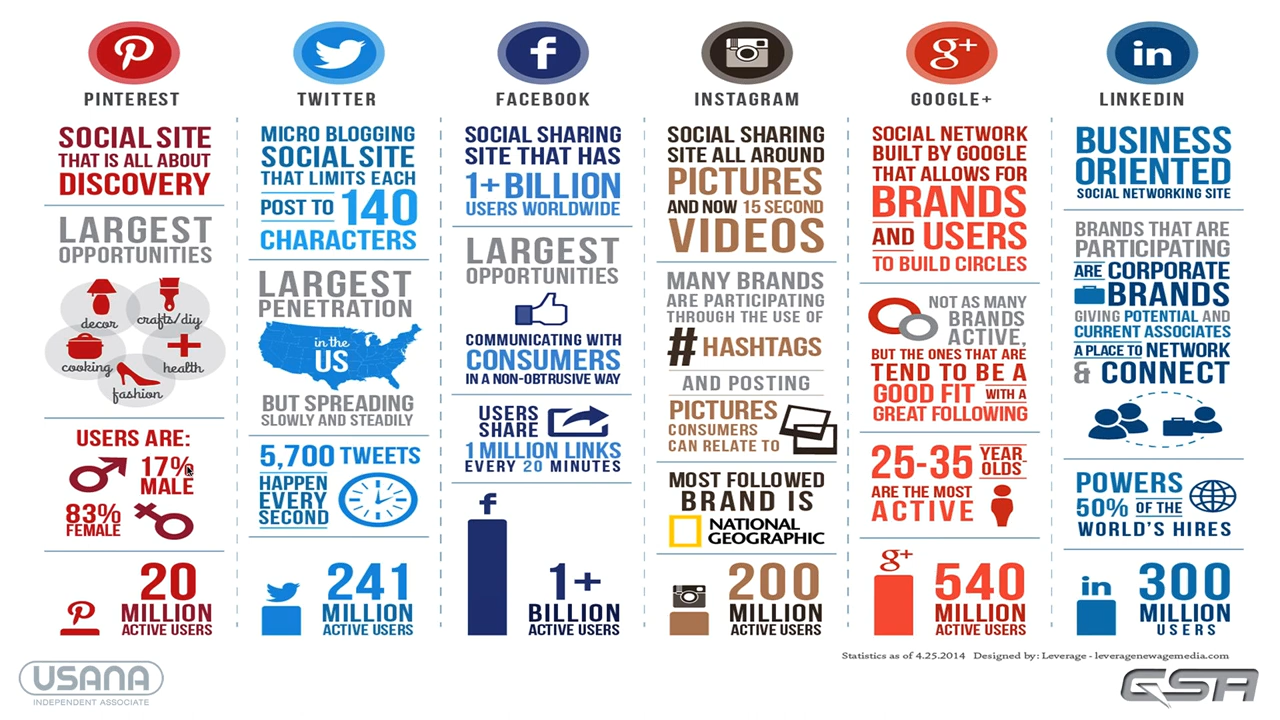 PINTEREST
SOCIAL SITE
THAT IS ALL ABOUT
DISCOVERY
LARGEST
OPPORTUNITIES
decor
crafts/diy
cooking
health
fashion
USERS ARE:
17%
MALE
83%
FEMALE
20
MILLION
ACTIVE USERS
TWITTER
MICRO BLOGGING
SOCIAL SITE
THAT LIMITS EACH
POST TO 140
CHARACTERS
LARGEST
PENETRATION
in the
US
BUT SPREADING
SLOWLY AND STEADILY
5,700 TWEETS
HAPPEN
EVERY
SECOND
241
MILLION
ACTIVE USERS
f
FACEBOOK
SOCIAL SHARING
SITE THAT HAS
1+ BILLION
USERS WORLDWIDE
LARGEST
OPPORTUNITIES
COMMUNICATING WITH
CONSUMERS
IN A NON-OBTRUSIVE WAY
USERS
SHARE
1 MILLION LINKS
EVERY 20 MINUTES
f
1+
BILLION
ACTIVE USERS
INSTAGRAM
SOCIAL SHARING
SITE ALL AROUND
PICTURES
AND NOW 15 SECOND
VIDEOS
MANY BRANDS
ARE PARTICIPATING
THROUGH THE USE OF
# HASHTAGS
AND POSTING
PICTURES
CONSUMERS
CAN RELATE TO
MOST FOLLOWED
BRAND IS
NATIONAL
GEOGRAPHIC
200
MILLION
ACTIVE USERS
g+
GOOGLE+
SOCIAL NETWORK
BUILT BY GOOGLE
THAT ALLOWS FOR
BRANDS
AND USERS
TO BUILD CIRCLES
NOT AS MANY
BRANDS
ACTIVE,
BUT THE ONES THAT ARE
TEND TO BE A
GOOD FIT WITH A
GREAT FOLLOWING
25-35 YEAR
OLDS
ARE THE MOST
ACTIVE
g+
540
MILLION
ACTIVE USERS
in
LINKEDIN
BUSINESS
ORIENTED
SOCIAL NETWORKING SITE
BRANDS THAT ARE
PARTICIPATING
ARE CORPORATE
BRANDS
GIVING POTENTIAL AND
CURRENT ASSOCIATES
A PLACE TO NETWORK
& CONNECT
POWERS
50% OF THE
WORLD'S HIRES
in
300
MILLION
USERS
Statistics as of 4.25.2014 Designed by: Leverage - leveragenewagemedia.com
USANA
INDEPENDENT ASSOCIATE
GSA